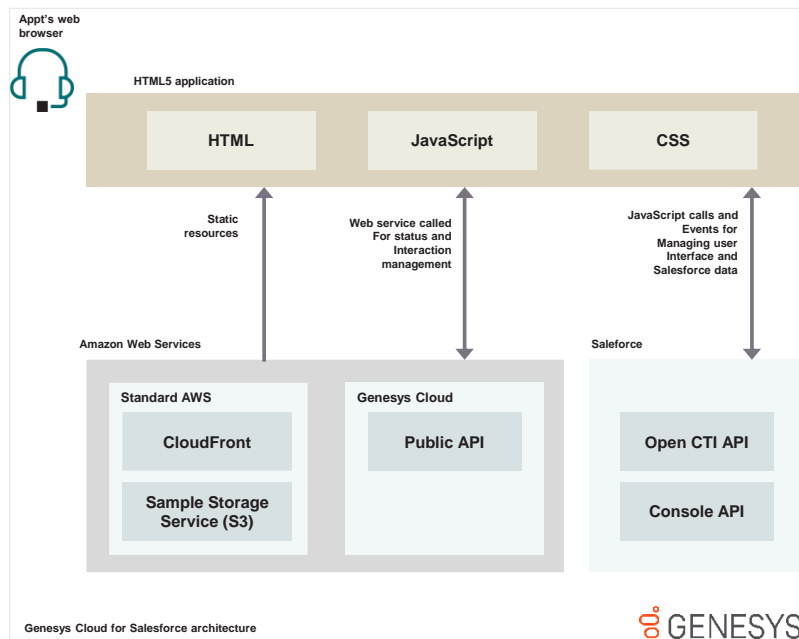 Appt's web
browser
HTML5 application
HTML
JavaScript
CSS
Static
resources
Web service called
For status and
Interaction
management
JavaScript calls and
Events for
Managing user
Interface and
Salesforce data
Amazon Web Services
Saleforce
Standard AWS
Genesys Cloud
CloudFront
Public API
Open CTI API
Sample Storage
Service (S3)
Console API
Genesys Cloud for Salesforce architecture
GENESYS